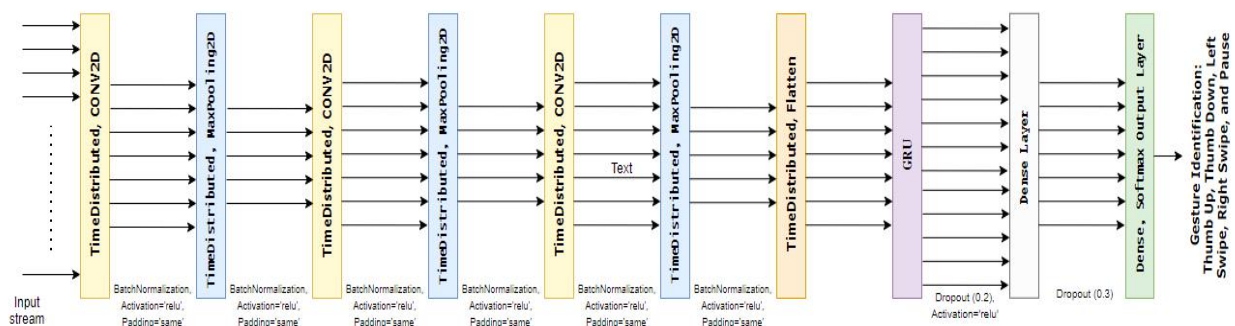 Input
stream
TimeDistributed, CONV2D
BatchNormalization,
Activation='relu',
Padding='same'
TimeDistributed, MaxPooling2D
BatchNormalization,
Activation='relu',
Padding='same'
TimeDistributed, CONV2D
BatchNormalization,
Activation='relu',
Padding='same'
TimeDistributed, MaxPooling2D
BatchNormalization,
Activation='relu',
Padding='same'
TimeDistributed, CONV2D
Text
BatchNormalization,
Activation='relu',
Padding='same'
TimeDistributed, MaxPooling2D
BatchNormalization,
Activation='relu',
Padding='same'
TimeDistributed, Flatten
GRU
Dropout (0.2),
Activation='relu'
Dense Layer
Dropout (0.3)
Dense, Softmax Output Layer
Gesture Identification:
Thumb Up, Thumb Down, Left
Swipe, Right Swipe, and Pause